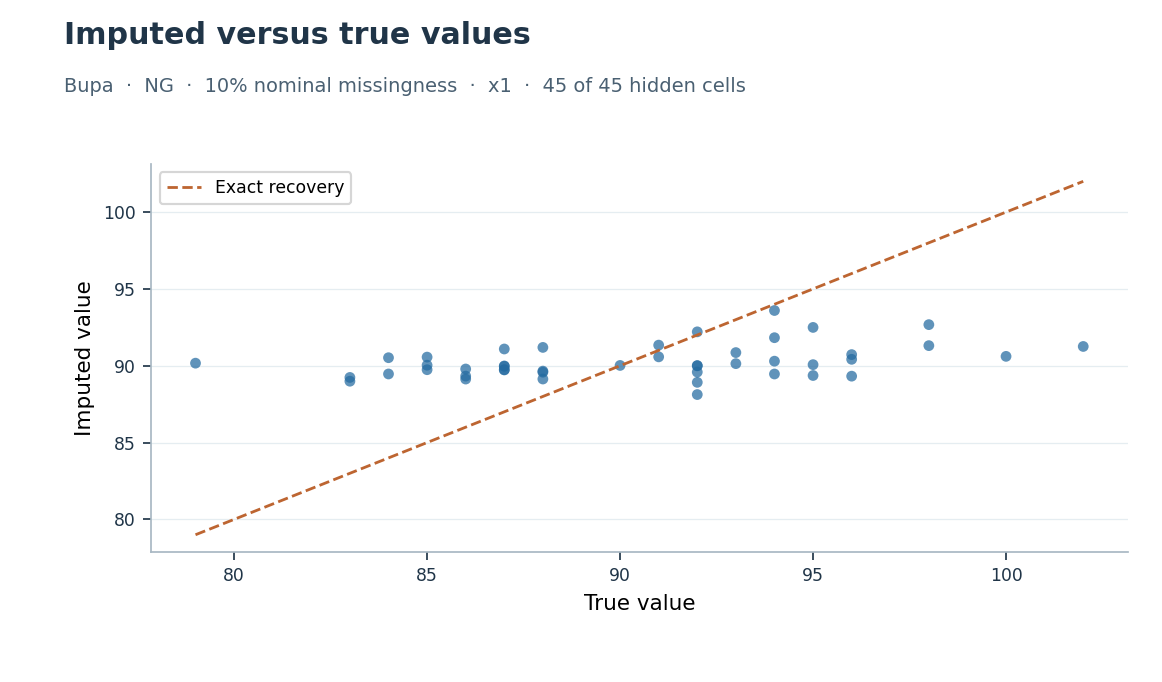 Imputed versus true values
Bupa · NG · 10% nominal missingness · x1 · 45 of 45 hidden cells
Exact recovery
100
95
90
85
80
Imputed value
80 85 90 95 100
True value